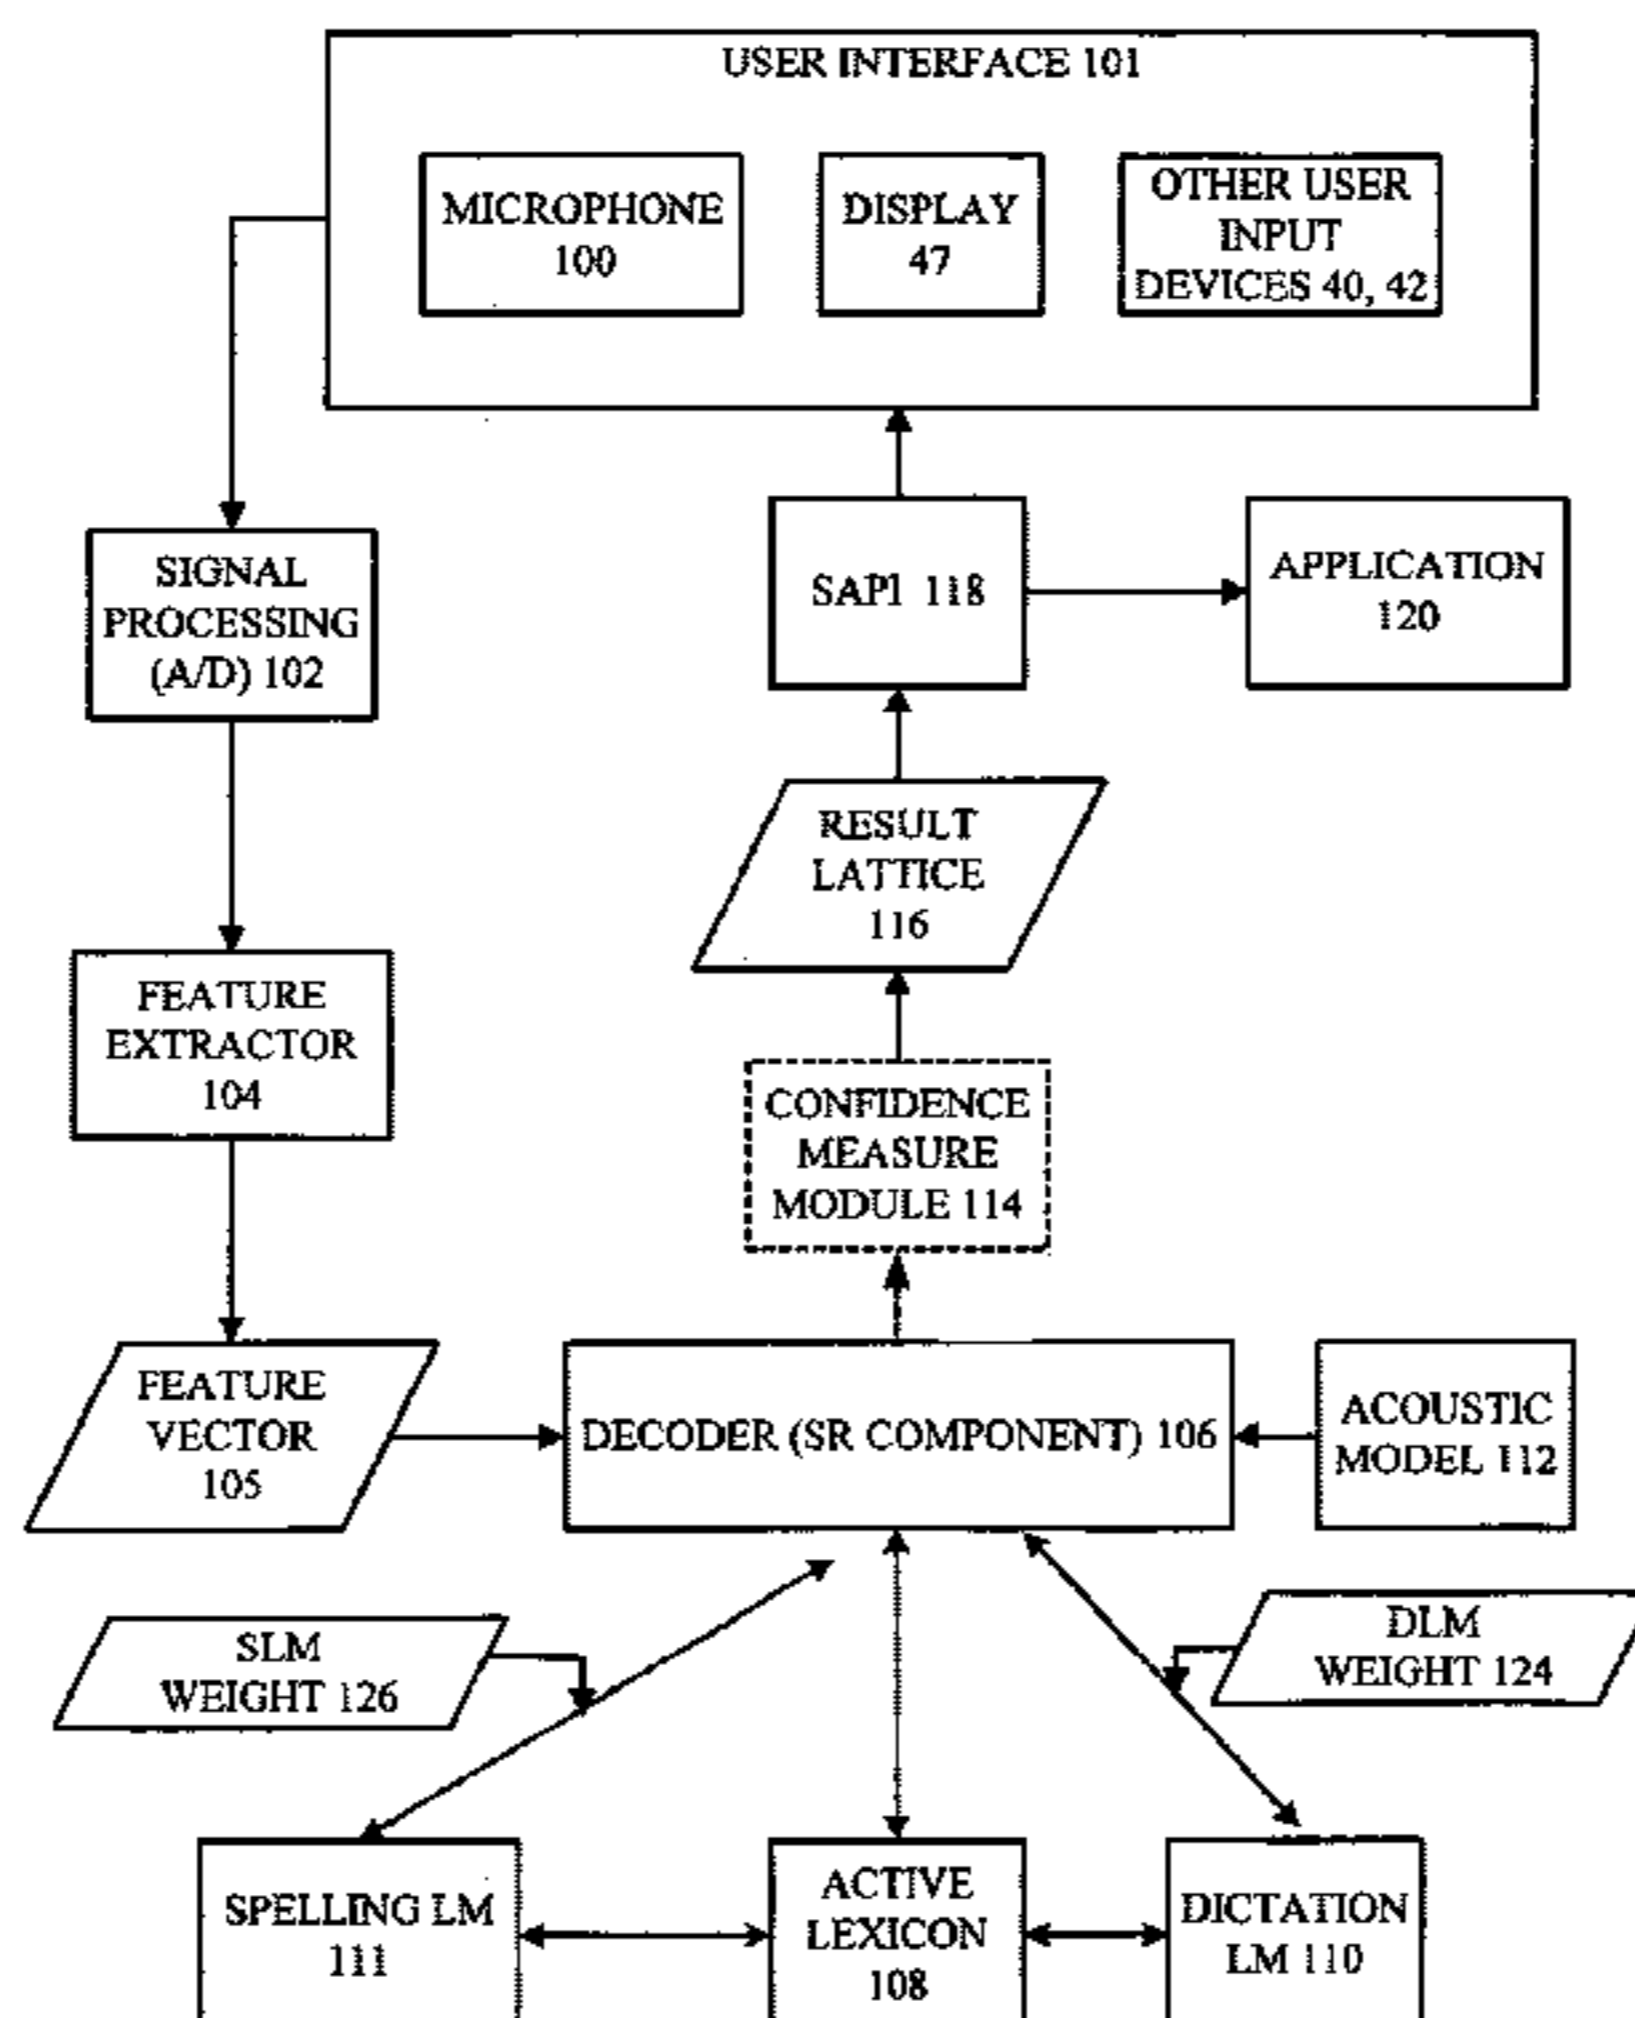 USER INTERFACE 101
MICROPHONE
100
DISPLAY
47
OTHER USER
INPUT
DEVICES 40, 42
SIGNAL
PROCESSING
(A/D) 102
SAPI 118
APPLICATION
120
RESULT
LATTICE
116
FEATURE
EXTRACTOR
104
CONFIDENCE
MEASURE
MODULE 114
FEATURE
VECTOR
105
DECODER (SR COMPONENT) 106
ACOUSTIC
MODEL 112
SLM
WEIGHT 126
DLM
WEIGHT 124
SPELLING LM
111
ACTIVE
LEXICON
108
DICTATION
LM 110